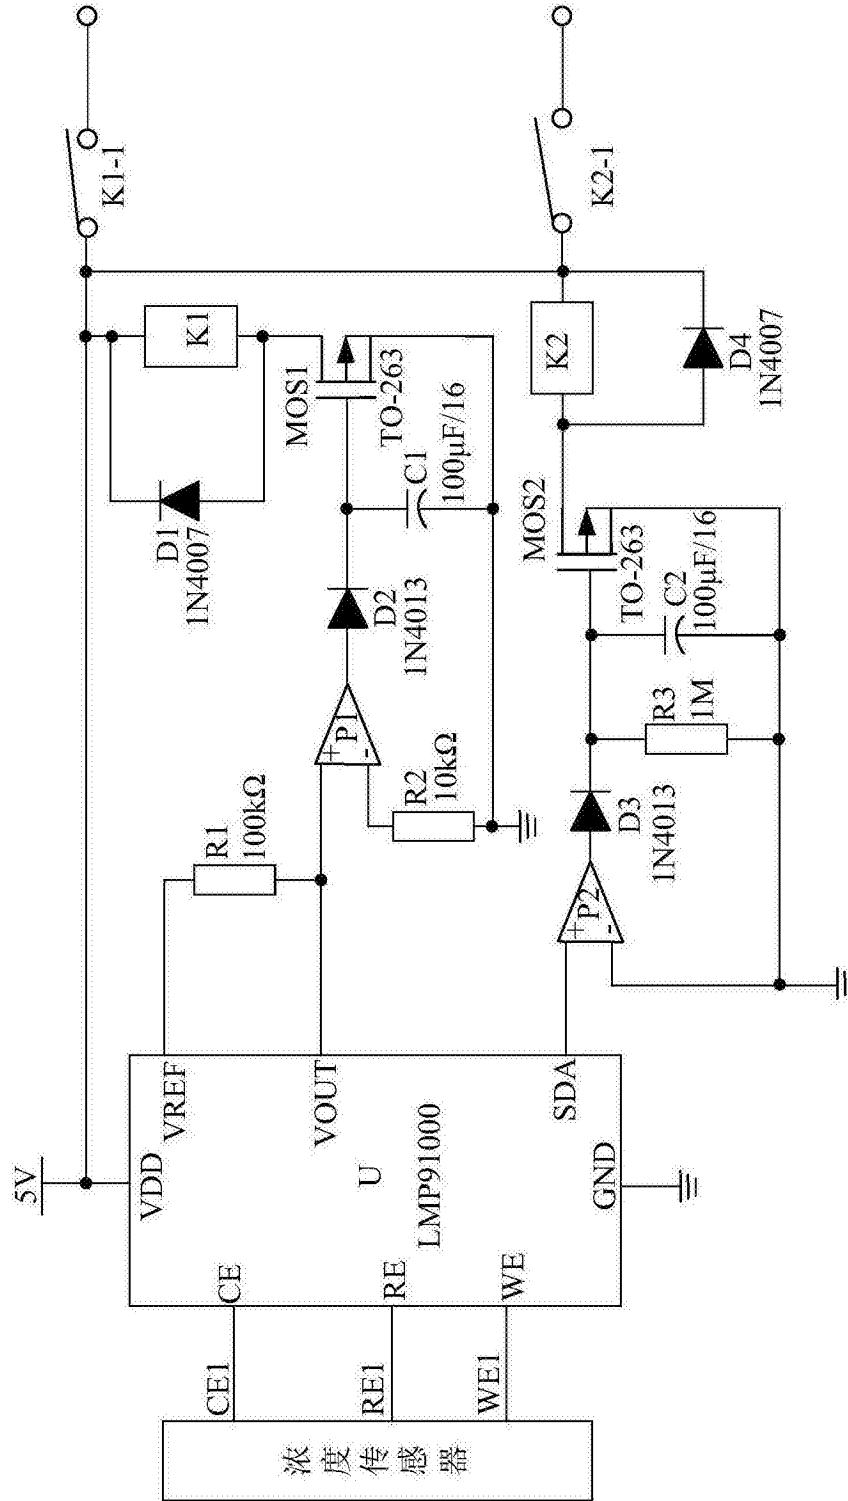 浓度传感器
CE1
RE1
WE1
CE
RE
WE
5V
VDD
U
LMP91000
GND
VREF
VOUT
SDA
R1
100kΩ
+
-
P1
R2
10kΩ
D2
1N4013
D1
1N4007
C1
100μF/16
MOS1
TO-263
K1
K1-1
+
-
P2
D3
1N4013
R3
1M
C2
100μF/16
MOS2
TO-263
K2
D4
1N4007
K2-1